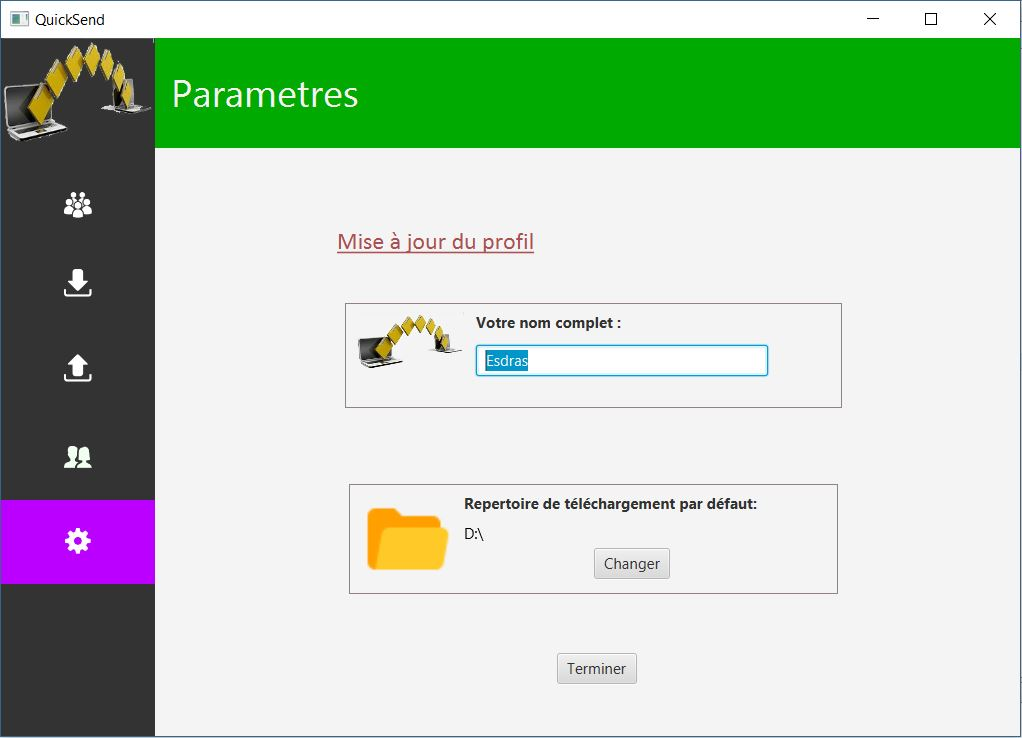 QuickSend
Parametres
Mise à jour du profil
Votre nom complet :
Esdras
Repertoire de téléchargement par défaut:
D:\
Changer
Terminer